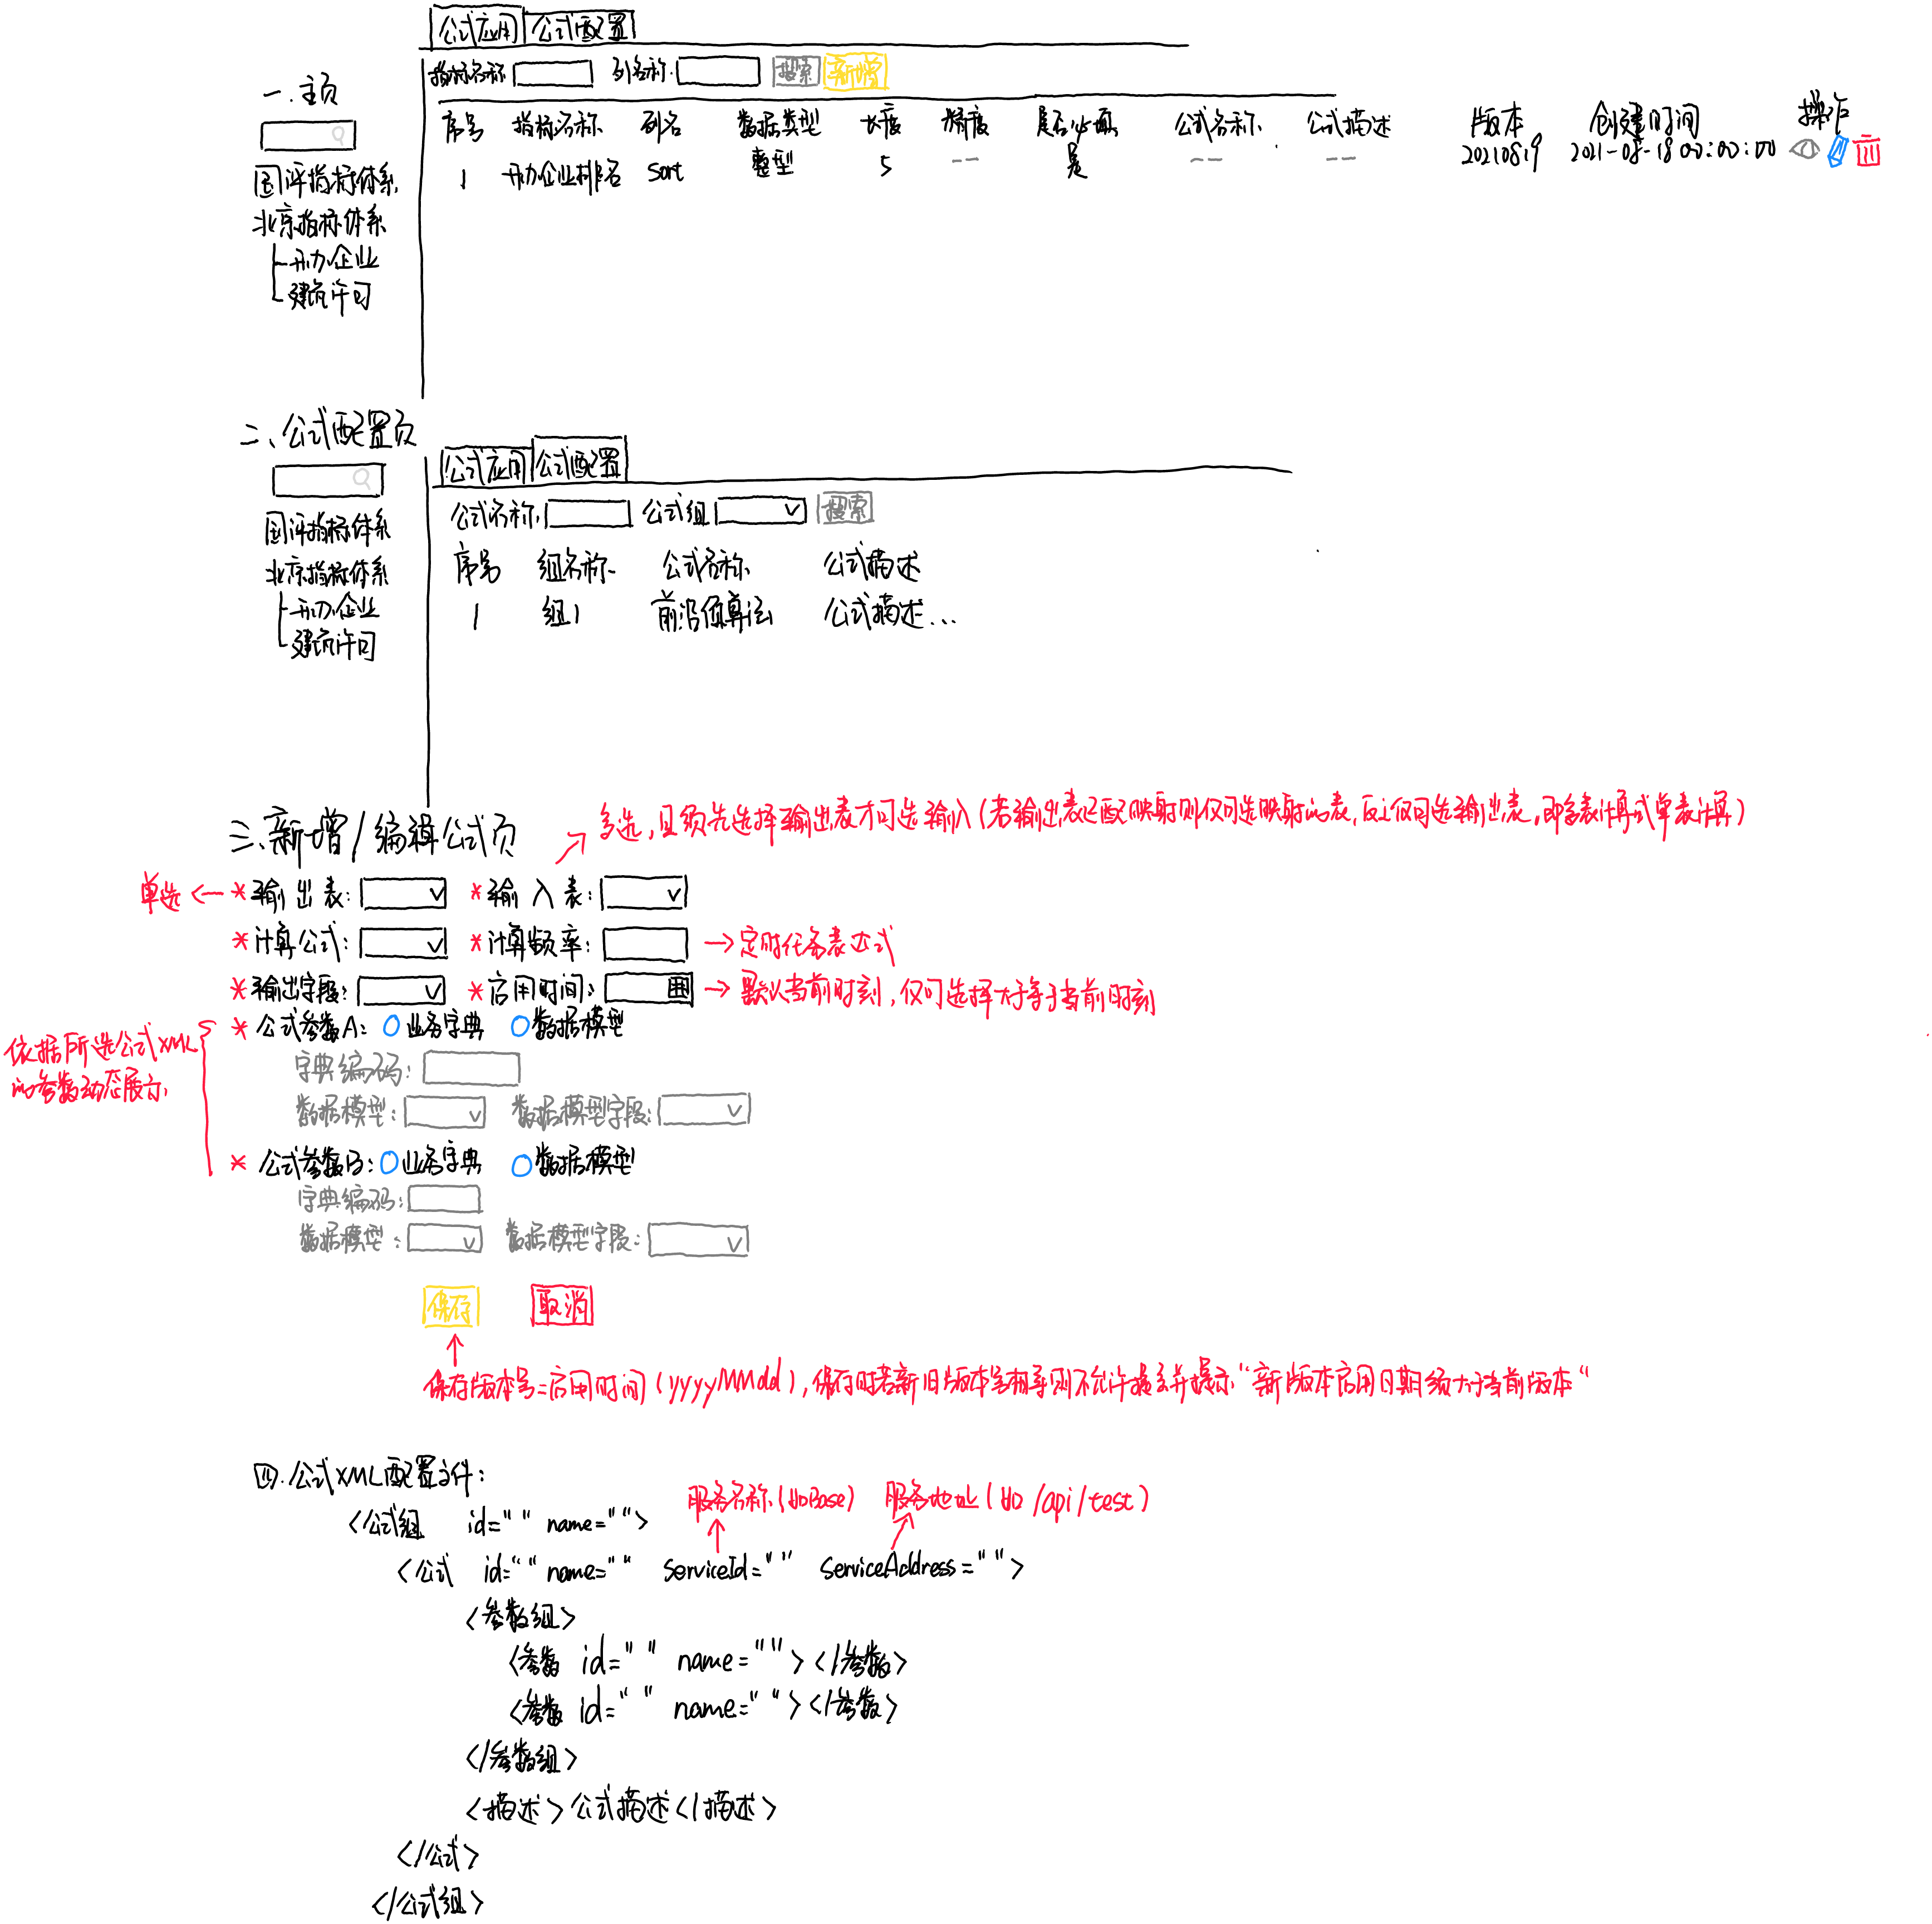 公式应用 公式配置
一.主页
指标名称 列名称 搜索 新增
序号 指标名称 列名 数据类型 长度 精度 是否必填 公式名称 公式描述 版本 创建时间 操作
1 开办企业排名 Sort 整型 5 -- 是 -- -- 20210819 2021-08-18 00:00:00
国评指标体系
北京指标体系
开办企业
建筑许可
二、公式配置页
公式应用 公式配置
公式名称 公式组 搜索
序号 组名称 公式名称 公式描述
1 组1 前沿值算法 公式描述...
国评指标体系
北京指标体系
开办企业
建筑许可
三、新增/编辑公式页
多选,且须先选择输出表才可选输入(若输出表已配映射则仅可选映射的表,反之仅可选输出表,即多表计算或单表计算)
单选 ← *输出表: *输入表:
*计算公式: *计算频率: → 定时任务表达式
*输出字段: *启用时间: → 默认当前时刻,仅可选择大于等于当前时刻
*公式参数A: 业务字典 数据模型
依据所选公式XML
的参数动态展示
字典编码:
数据模型: 数据模型字段:
*公式参数B: 业务字典 数据模型
字典编码:
数据模型: 数据模型字段:
保存 取消
保存版本号=启用时间(yyyyMMdd),保存时若新旧版本号相等则不允许提交并提示“新版本启用日期须大于当前版本“
四.公式XML配置文件:
服务名称 服务地址
<公式组 id="" name="">
<公式 id="" name="" ServiceId="" ServiceAddress="">
<参数组>
<参数 id="" name=""></参数>
<参数 id="" name=""></参数>
</参数组>
<描述>公式描述</描述>
</公式>
</公式组>